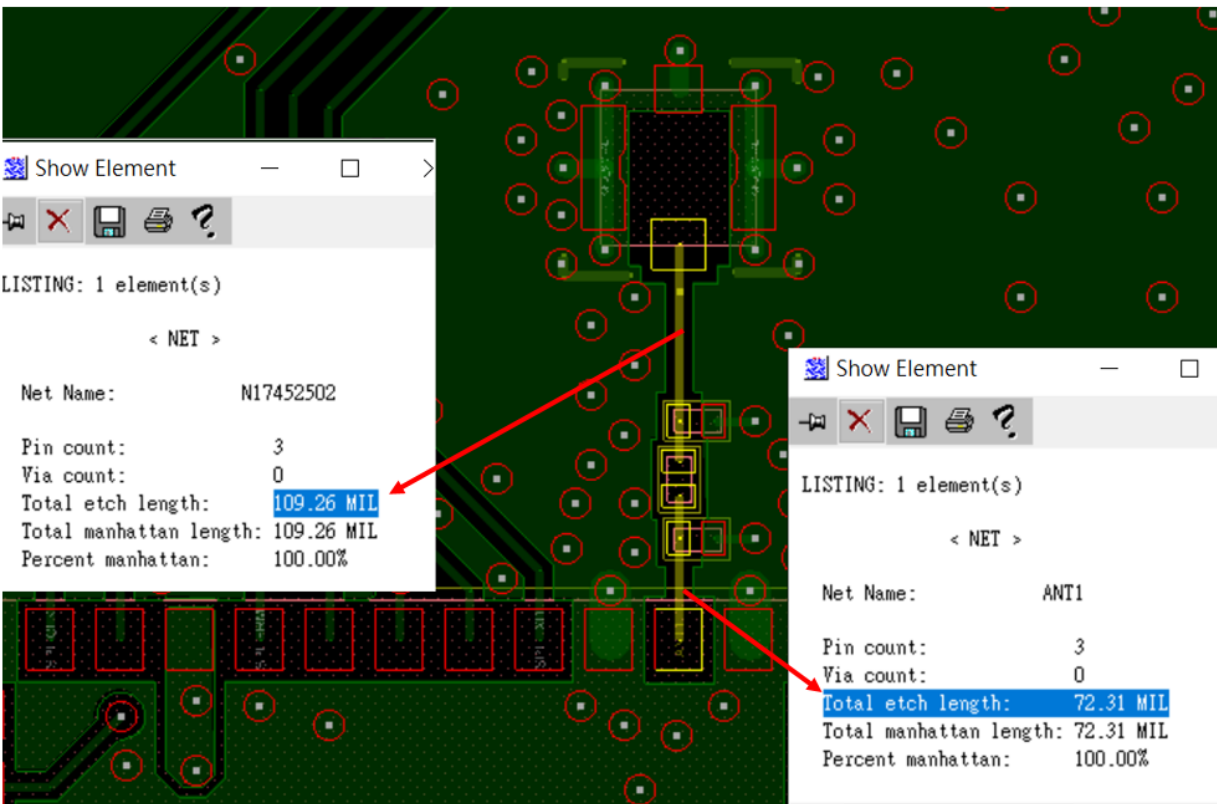 Show Element
LISTING: 1 element(s)
< NET >
Net Name: N17452502
Pin count: 3
Via count: 0
Total etch length: 109.26 MIL
Total manhattan length: 109.26 MIL
Percent manhattan: 100.00%
Show Element
LISTING: 1 element(s)
< NET >
Net Name: ANT1
Pin count: 3
Via count: 0
Total etch length: 72.31 MIL
Total manhattan length: 72.31 MIL
Percent manhattan: 100.00%